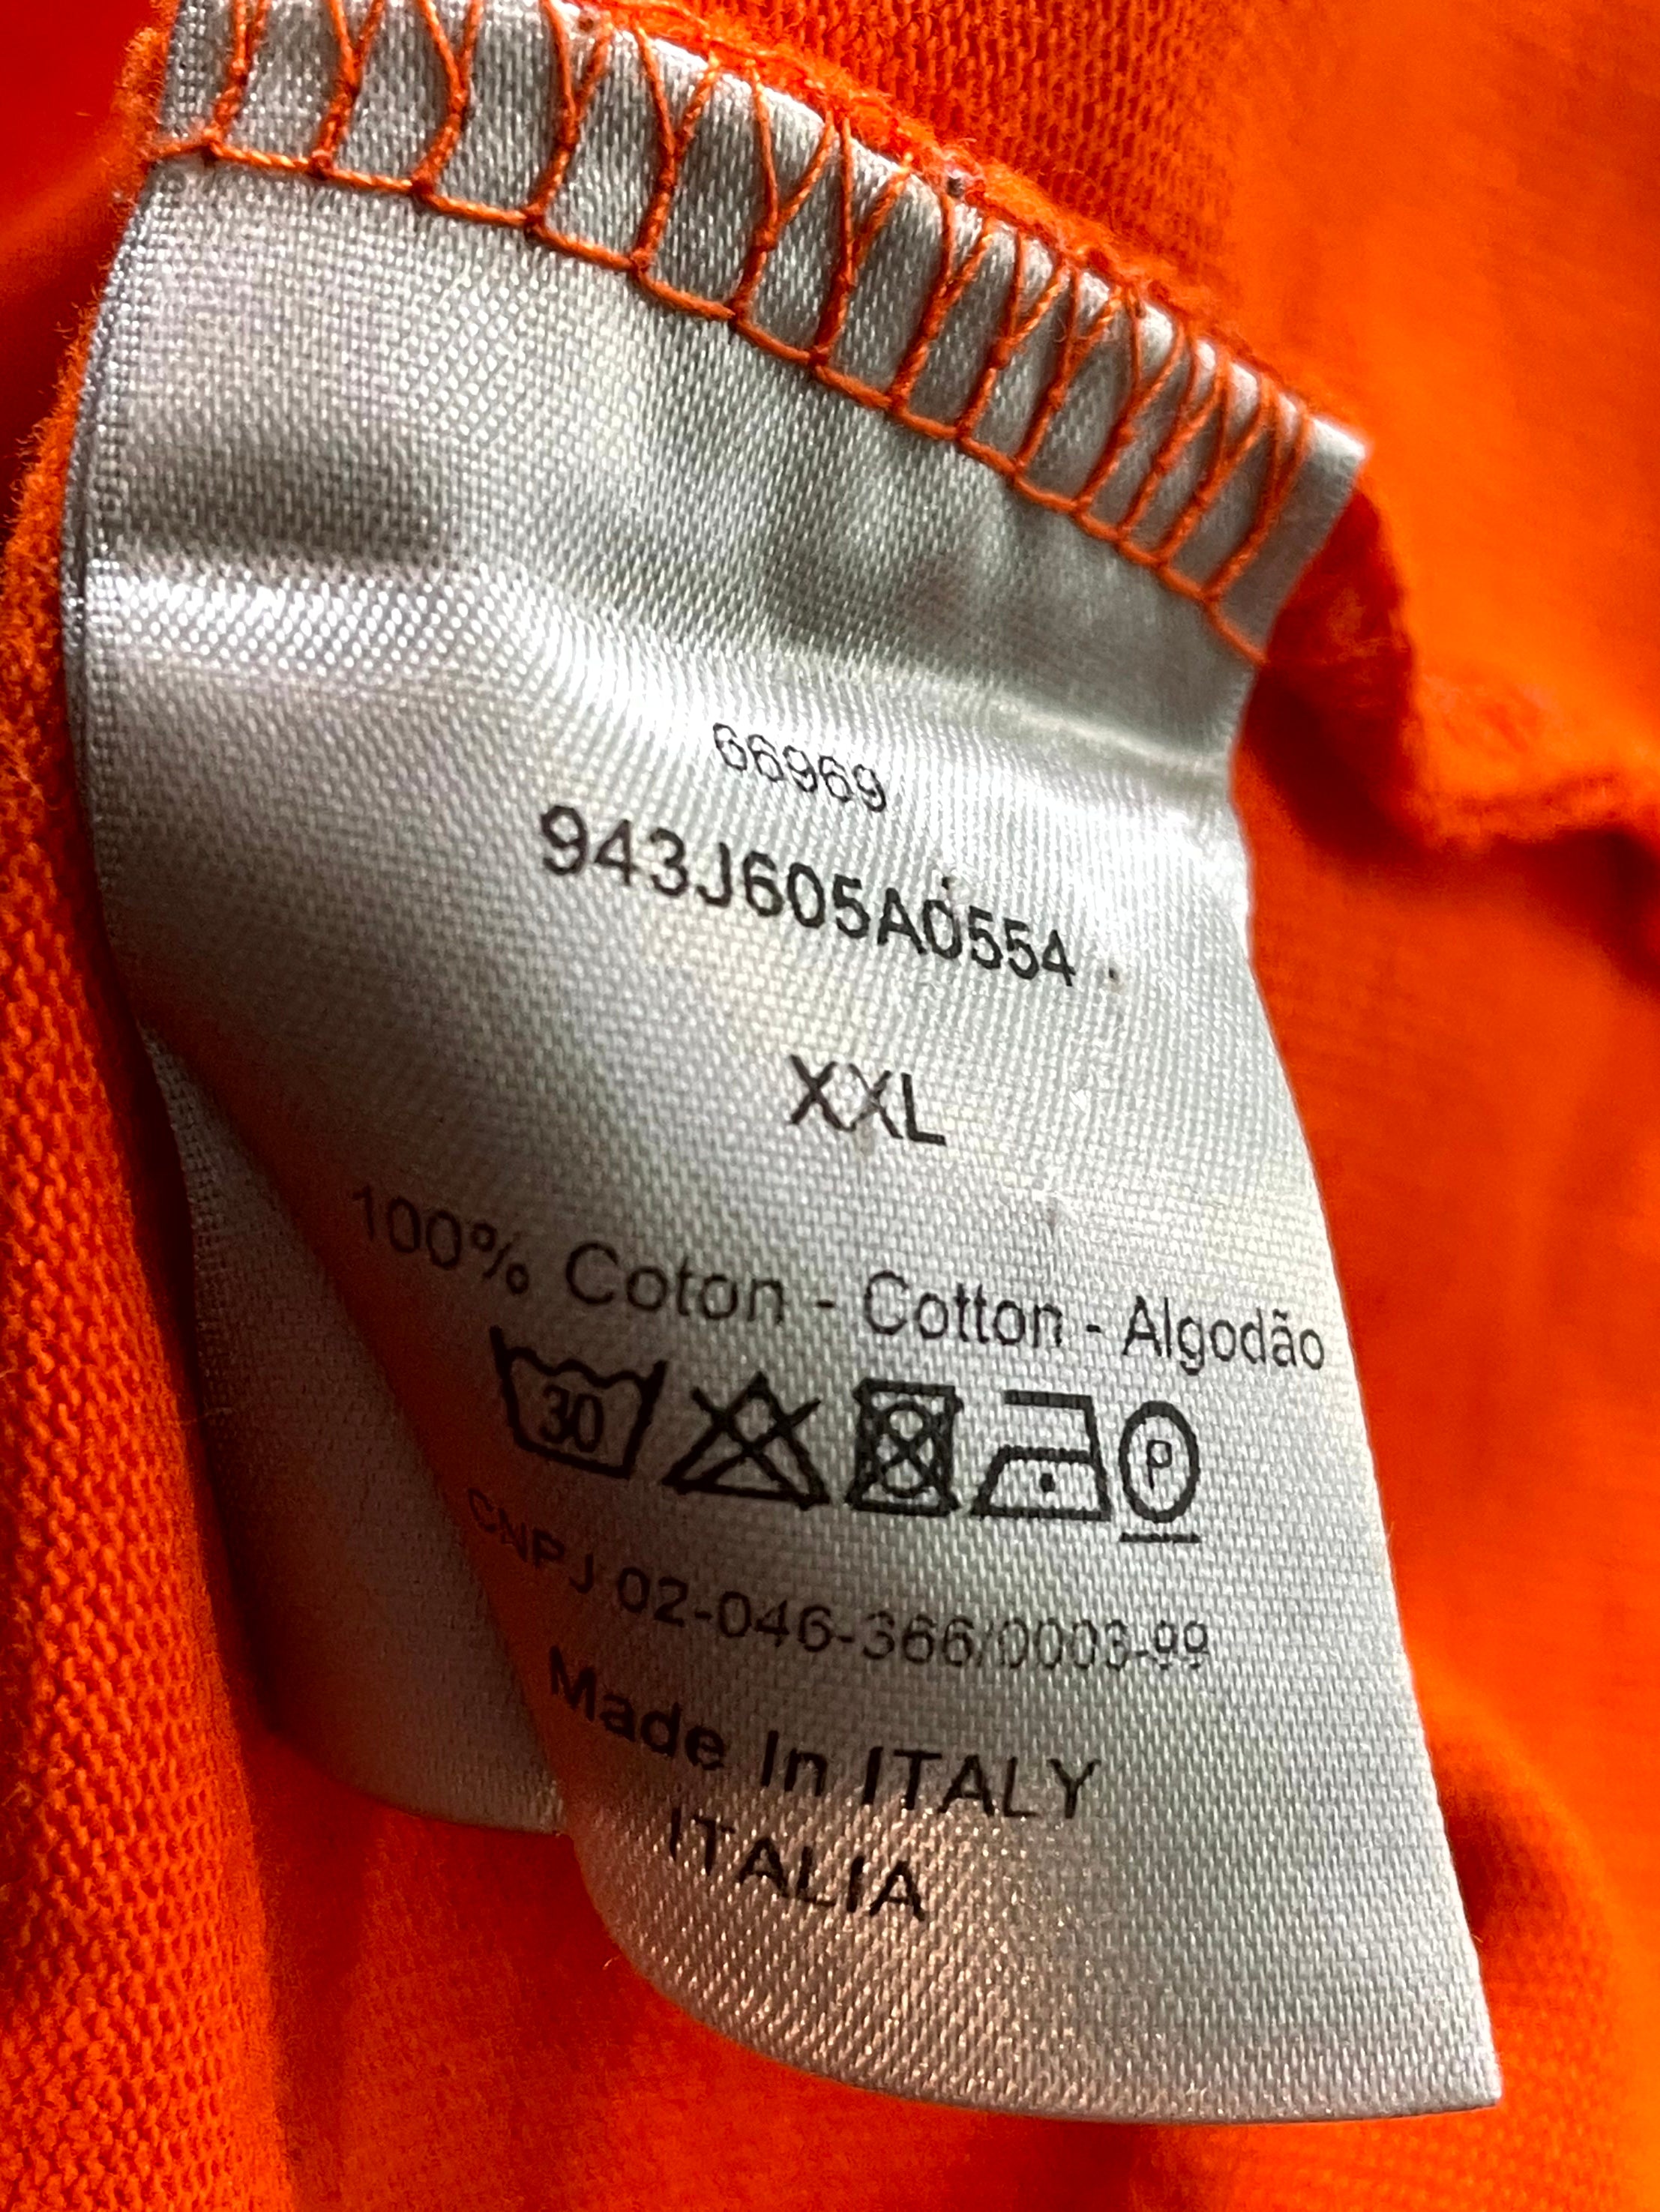 66969
943J605A0554
XXL
100% Coton - Cotton - Algodão
30 P
CNPJ 02-046-366/0003-99
Made In ITALY
ITALIA